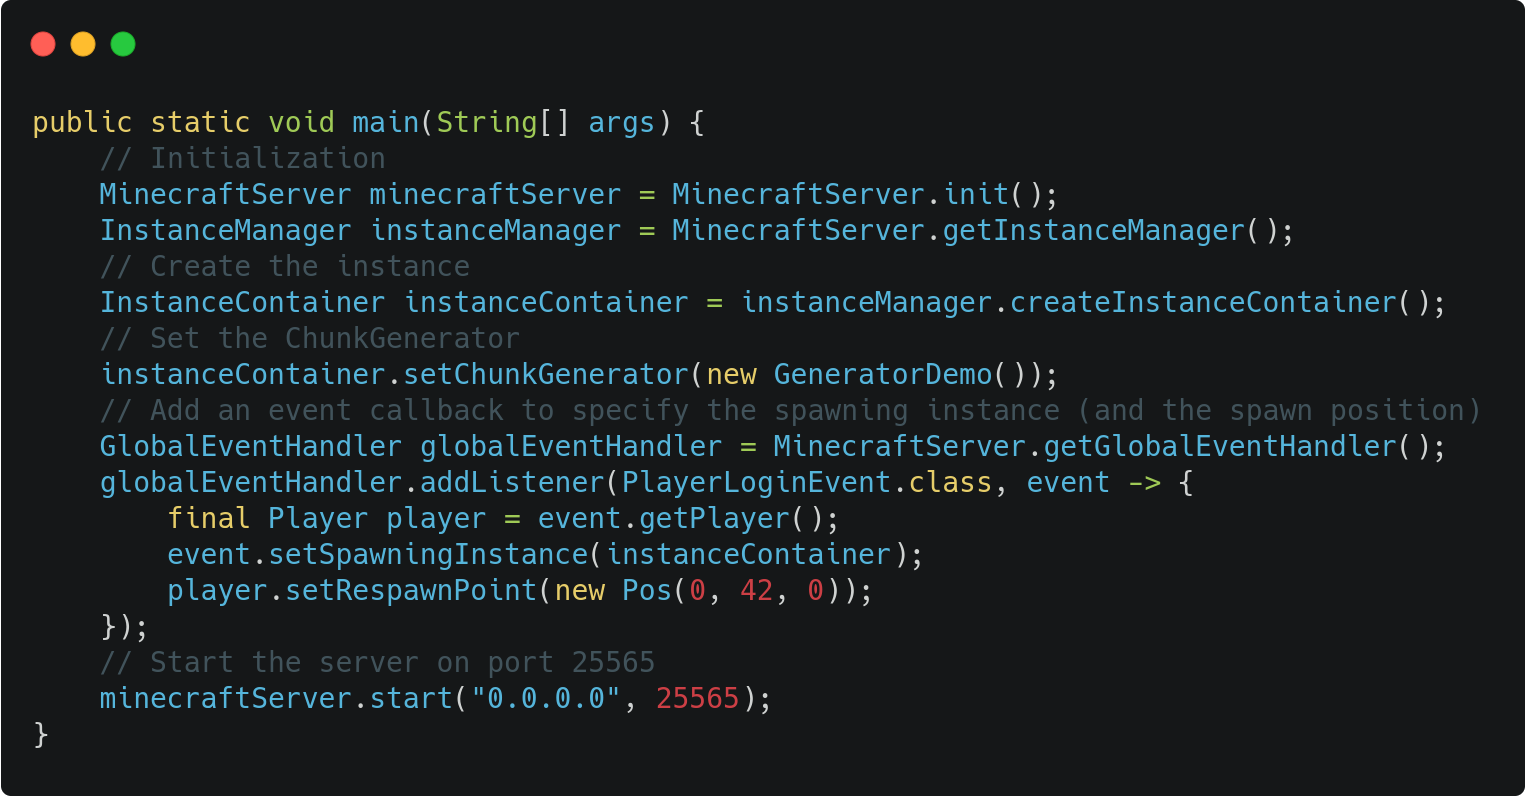 public static void main(String[] args) {
    // Initialization
    MinecraftServer minecraftServer = MinecraftServer.init();
    InstanceManager instanceManager = MinecraftServer.getInstanceManager();
    // Create the instance
    InstanceContainer instanceContainer = instanceManager.createInstanceContainer();
    // Set the ChunkGenerator
    instanceContainer.setChunkGenerator(new GeneratorDemo());
    // Add an event callback to specify the spawning instance (and the spawn position)
    GlobalEventHandler globalEventHandler = MinecraftServer.getGlobalEventHandler();
    globalEventHandler.addListener(PlayerLoginEvent.class, event -> {
        final Player player = event.getPlayer();
        event.setSpawningInstance(instanceContainer);
        player.setRespawnPoint(new Pos(0, 42, 0));
    });
    // Start the server on port 25565
    minecraftServer.start("0.0.0.0", 25565);
}